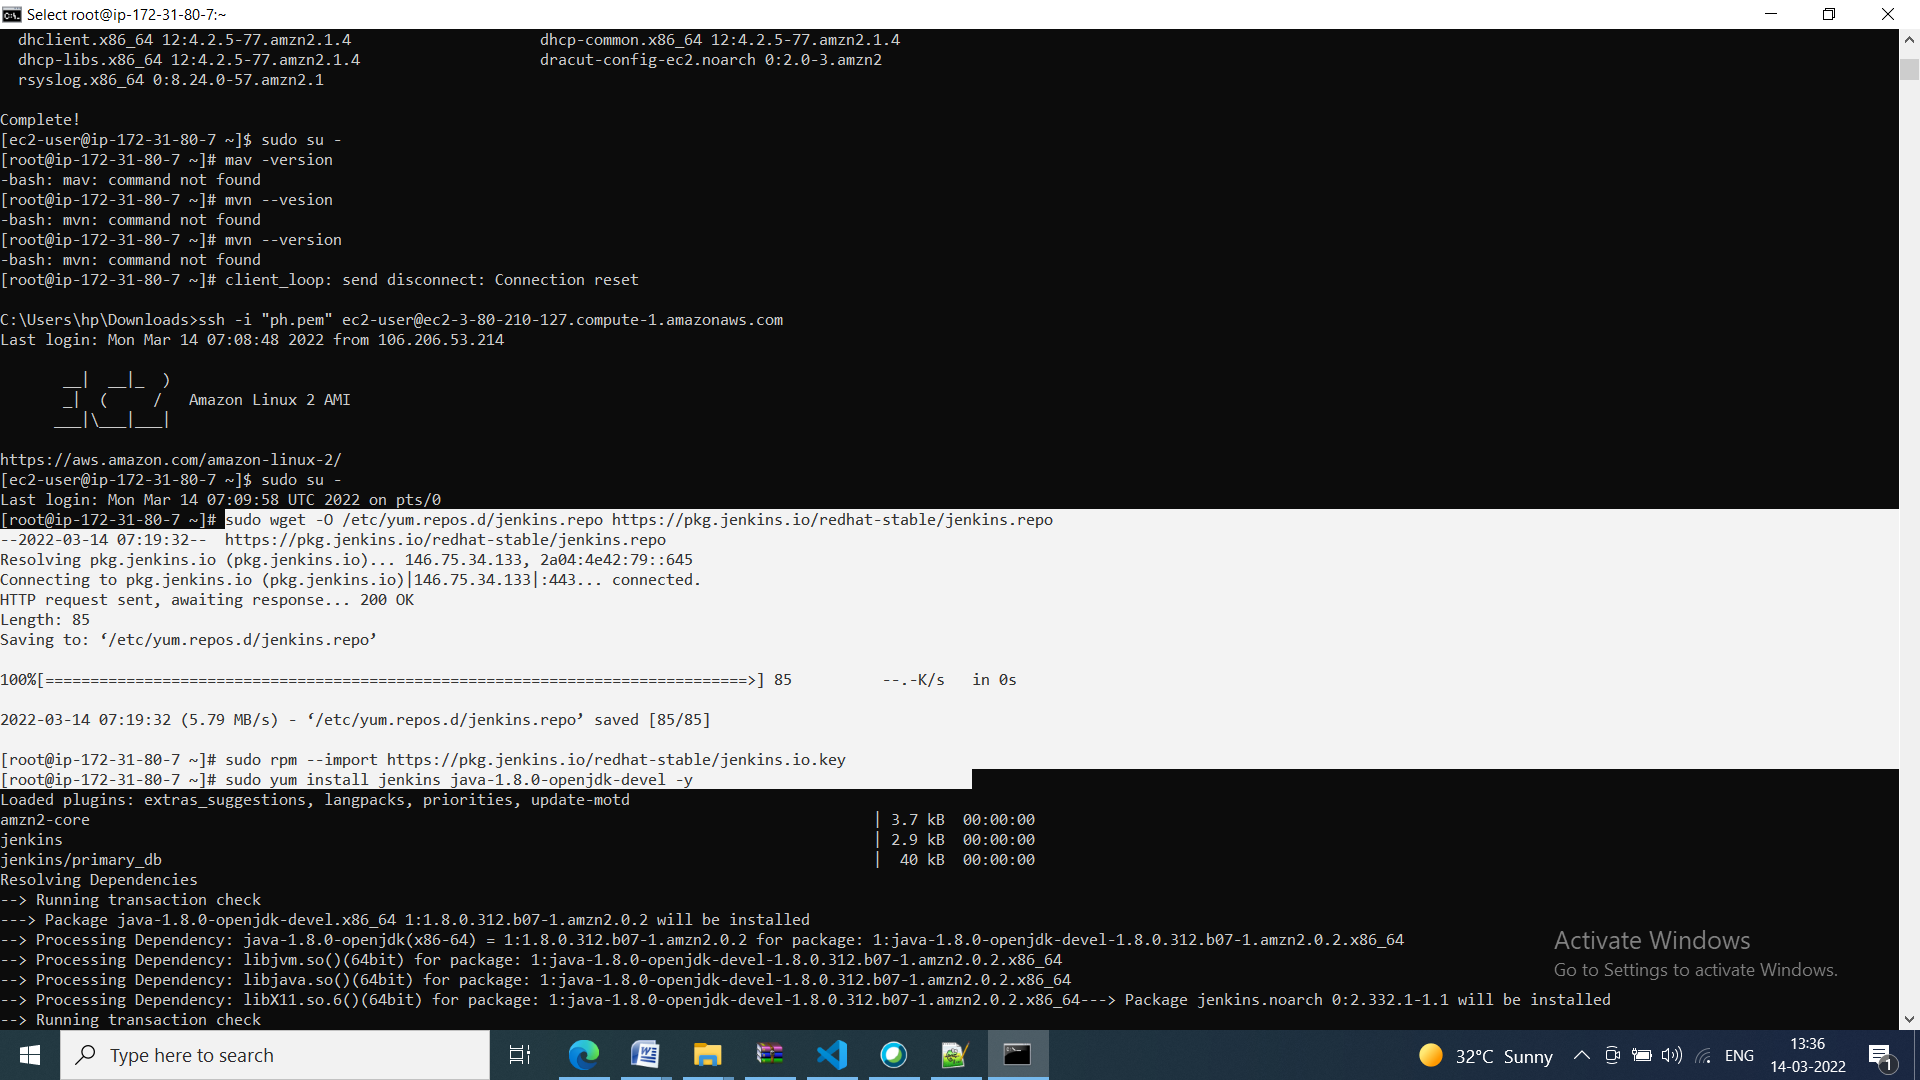 Select root@ip-172-31-80-7:~
dhclient.x86_64 12:4.2.5-77.amzn2.1.4 dhcp-common.x86_64 12:4.2.5-77.amzn2.1.4
dhcp-libs.x86_64 12:4.2.5-77.amzn2.1.4 dracut-config-ec2.noarch 0:2.0-3.amzn2
rsyslog.x86_64 0:8.24.0-57.amzn2.1
Complete!
[ec2-user@ip-172-31-80-7 ~]$ sudo su -
[root@ip-172-31-80-7 ~]# mav -version
-bash: mav: command not found
[root@ip-172-31-80-7 ~]# mvn --vesion
-bash: mvn: command not found
[root@ip-172-31-80-7 ~]# mvn --version
-bash: mvn: command not found
[root@ip-172-31-80-7 ~]# client_loop: send disconnect: Connection reset
C:\Users\hp\Downloads>ssh -i "ph.pem" ec2-user@ec2-3-80-210-127.compute-1.amazonaws.com
Last login: Mon Mar 14 07:08:48 2022 from 106.206.53.214
__|  __|_  )
_|  (     /   Amazon Linux 2 AMI
___|\___|___|
https://aws.amazon.com/amazon-linux-2/
[ec2-user@ip-172-31-80-7 ~]$ sudo su -
Last login: Mon Mar 14 07:09:58 UTC 2022 on pts/0
[root@ip-172-31-80-7 ~]# sudo wget -O /etc/yum.repos.d/jenkins.repo https://pkg.jenkins.io/redhat-stable/jenkins.repo
--2022-03-14 07:19:32--  https://pkg.jenkins.io/redhat-stable/jenkins.repo
Resolving pkg.jenkins.io (pkg.jenkins.io)... 146.75.34.133, 2a04:4e42:79::645
Connecting to pkg.jenkins.io (pkg.jenkins.io)|146.75.34.133|:443... connected.
HTTP request sent, awaiting response... 200 OK
Length: 85
Saving to: ‘/etc/yum.repos.d/jenkins.repo’
100%[==============================================================================>] 85          --.-K/s   in 0s
2022-03-14 07:19:32 (5.79 MB/s) - ‘/etc/yum.repos.d/jenkins.repo’ saved [85/85]
[root@ip-172-31-80-7 ~]# sudo rpm --import https://pkg.jenkins.io/redhat-stable/jenkins.io.key
[root@ip-172-31-80-7 ~]# sudo yum install jenkins java-1.8.0-openjdk-devel -y
Loaded plugins: extras_suggestions, langpacks, priorities, update-motd
amzn2-core | 3.7 kB  00:00:00
jenkins | 2.9 kB  00:00:00
jenkins/primary_db |  40 kB  00:00:00
Resolving Dependencies
--> Running transaction check
---> Package java-1.8.0-openjdk-devel.x86_64 1:1.8.0.312.b07-1.amzn2.0.2 will be installed
--> Processing Dependency: java-1.8.0-openjdk(x86-64) = 1:1.8.0.312.b07-1.amzn2.0.2 for package: 1:java-1.8.0-openjdk-devel-1.8.0.312.b07-1.amzn2.0.2.x86_64
--> Processing Dependency: libjvm.so()(64bit) for package: 1:java-1.8.0-openjdk-devel-1.8.0.312.b07-1.amzn2.0.2.x86_64
--> Processing Dependency: libjava.so()(64bit) for package: 1:java-1.8.0-openjdk-devel-1.8.0.312.b07-1.amzn2.0.2.x86_64
--> Processing Dependency: libX11.so.6()(64bit) for package: 1:java-1.8.0-openjdk-devel-1.8.0.312.b07-1.amzn2.0.2.x86_64---> Package jenkins.noarch 0:2.332.1-1.1 will be installed
--> Running transaction check
Activate Windows
Go to Settings to activate Windows.
Type here to search
32°C Sunny
ENG
13:36
14-03-2022
1